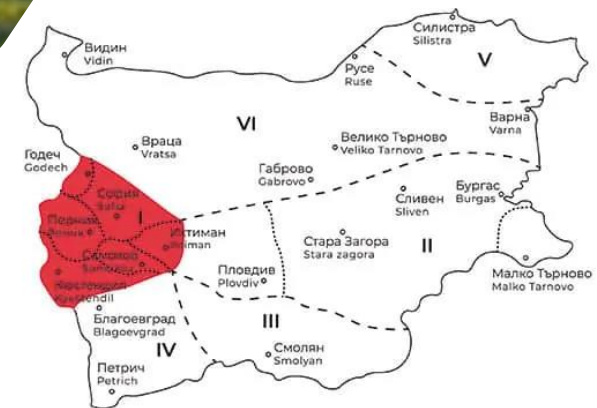 Видин
Vidin
Силистра
Silistra
V
Русе
Ruse
Варна
Varna
VI
Враца
Vratsa
Велико Търново
Veliko Tarnovo
Годеч
Godech
Габрово
Gabrovo
София
Sofia
I
Сливен
Sliven
Бургас
Burgas
Перник
Pernik
Ихтиман
Ihtiman
Стара Загора
Stara zagora
II
Самоков
Samokov
Пловдив
Plovdiv
Малко Търново
Malko Tarnovo
Кюстендил
Kyustendil
Благоевград
Blagoevgrad
III
IV
Смолян
Smolyan
Петрич
Petrich